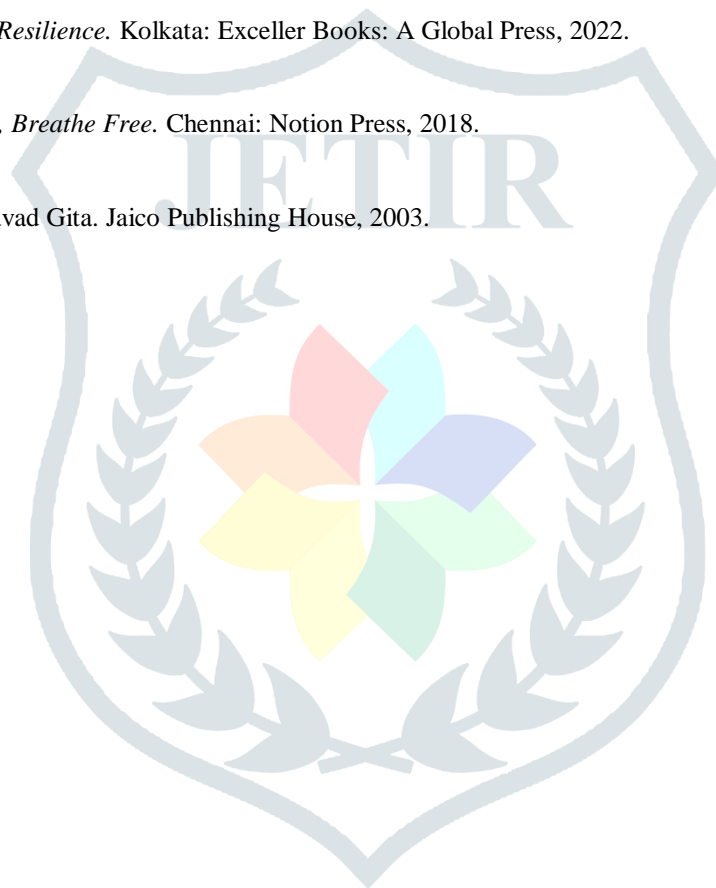 Resilience. Kolkata: Exceller Books: A Global Press, 2022.
, Breathe Free. Chennai: Notion Press, 2018.
JETIR
vad Gita. Jaico Publishing House, 2003.